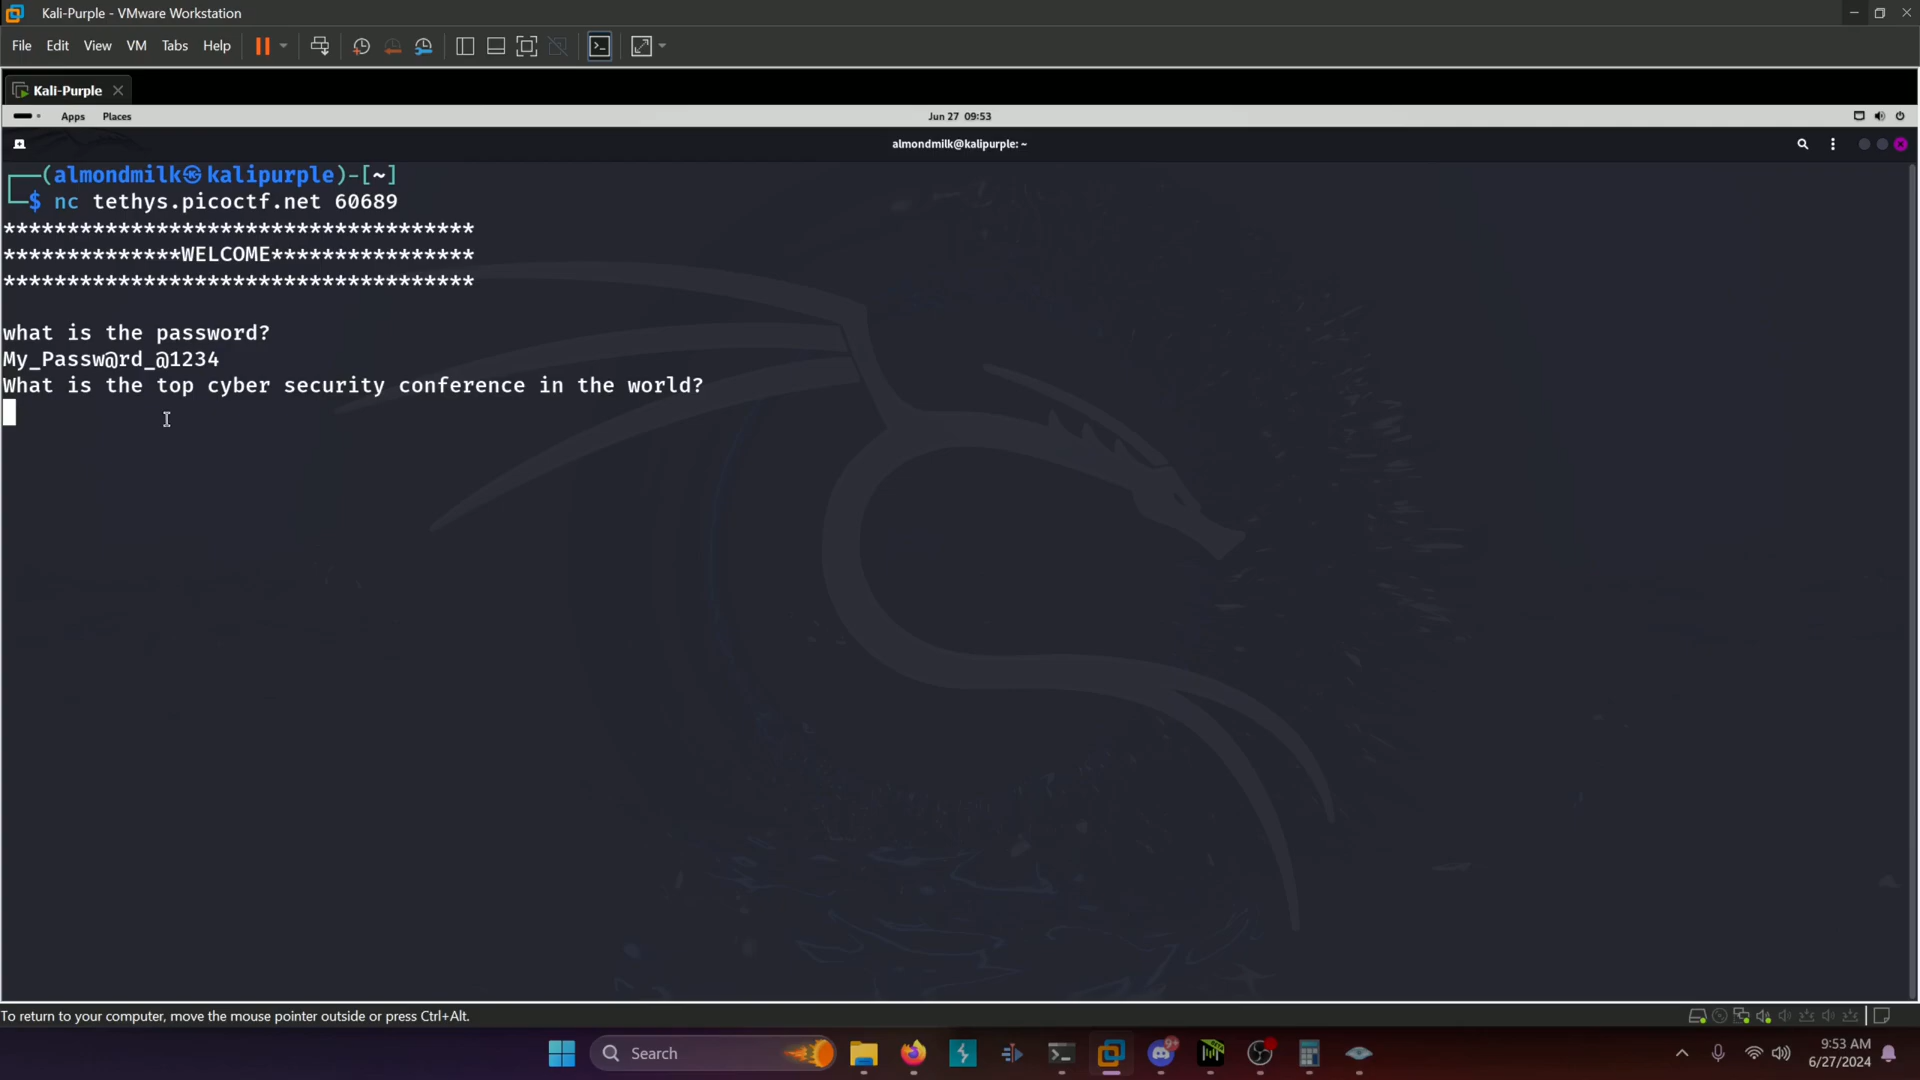 Kali-Purple - VMware Workstation
File Edit View VM Tabs Help
Kali-Purple
Apps Places Jun 27 09:53
almondmilk@kalipurple: ~
┌──(almondmilk㉿kalipurple)-[~]
└─$ nc tethys.picoctf.net 60689
*************************************
**************WELCOME****************
*************************************
what is the password?
My_Passw@rd_@1234
What is the top cyber security conference in the world?
To return to your computer, move the mouse pointer outside or press Ctrl+Alt.
Search
9:53 AM
6/27/2024